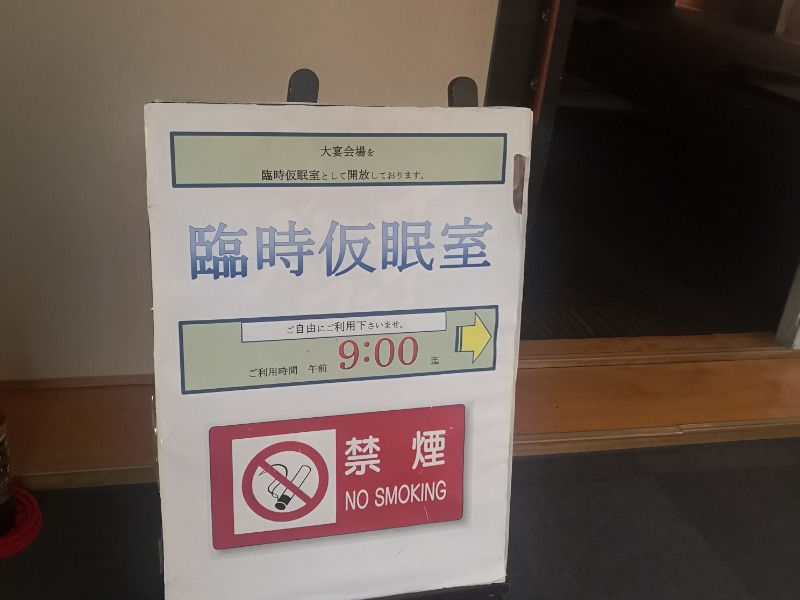 大宴会場を
臨時仮眠室として開放しております。
臨時仮眠室
ご自由にご利用下さいませ。
ご利用時間 午前 9:00 迄
禁煙
NO SMOKING